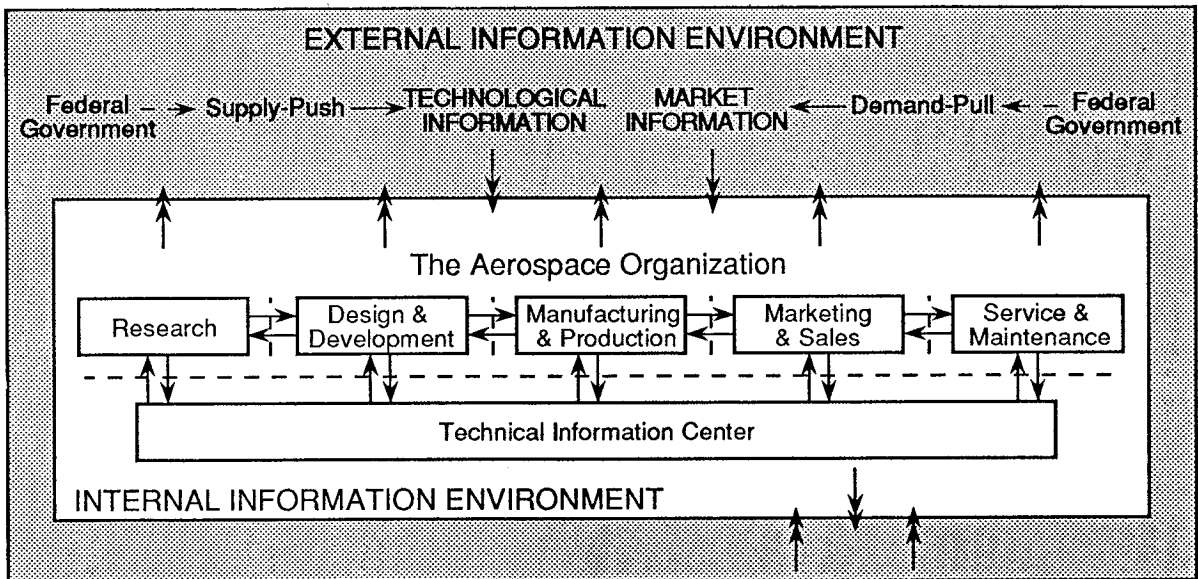 EXTERNAL INFORMATION ENVIRONMENT
Federal Government
Supply-Push
TECHNOLOGICAL INFORMATION
MARKET INFORMATION
Demand-Pull
Federal Government
The Aerospace Organization
Research
Design & Development
Manufacturing & Production
Marketing & Sales
Service & Maintenance
Technical Information Center
INTERNAL INFORMATION ENVIRONMENT